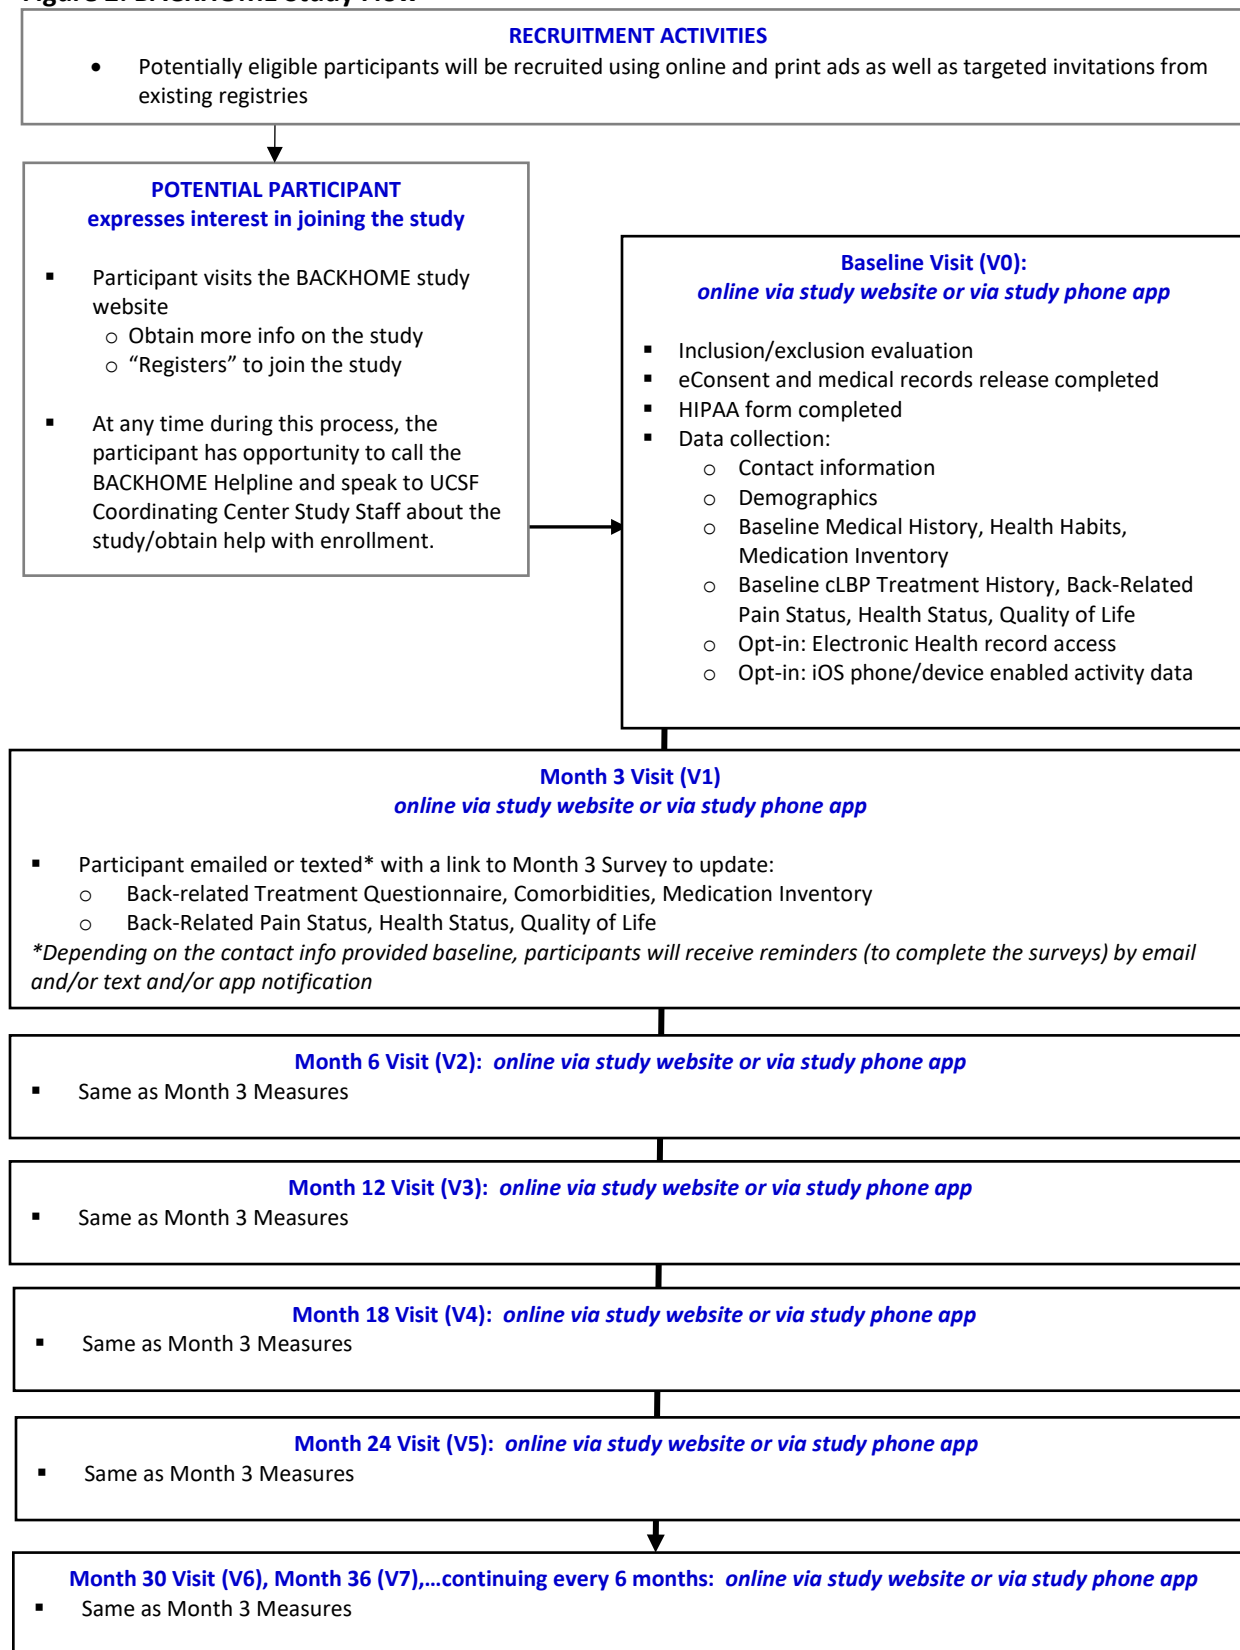 RECRUITMENT ACTIVITIES
• Potentially eligible participants will be recruited using online and print ads as well as targeted invitations from
existing registries
POTENTIAL PARTICIPANT
expresses interest in joining the study
▪ Participant visits the BACKHOME study
website
o Obtain more info on the study
o “Registers” to join the study
▪ At any time during this process, the
participant has opportunity to call the
BACKHOME Helpline and speak to UCSF
Coordinating Center Study Staff about the
study/obtain help with enrollment.
Baseline Visit (V0):
online via study website or via study phone app
▪ Inclusion/exclusion evaluation
▪ eConsent and medical records release completed
▪ HIPAA form completed
▪ Data collection:
o Contact information
o Demographics
o Baseline Medical History, Health Habits,
Medication Inventory
o Baseline cLBP Treatment History, Back-Related
Pain Status, Health Status, Quality of Life
o Opt-in: Electronic Health record access
o Opt-in: iOS phone/device enabled activity data
Month 3 Visit (V1)
online via study website or via study phone app
▪ Participant emailed or texted* with a link to Month 3 Survey to update:
o Back-related Treatment Questionnaire, Comorbidities, Medication Inventory
o Back-Related Pain Status, Health Status, Quality of Life
*Depending on the contact info provided baseline, participants will receive reminders (to complete the surveys) by email
and/or text and/or app notification
Month 6 Visit (V2): online via study website or via study phone app
▪ Same as Month 3 Measures
Month 12 Visit (V3): online via study website or via study phone app
▪ Same as Month 3 Measures
Month 18 Visit (V4): online via study website or via study phone app
▪ Same as Month 3 Measures
Month 24 Visit (V5): online via study website or via study phone app
▪ Same as Month 3 Measures
Month 30 Visit (V6), Month 36 (V7),…continuing every 6 months: online via study website or via study phone app
▪ Same as Month 3 Measures